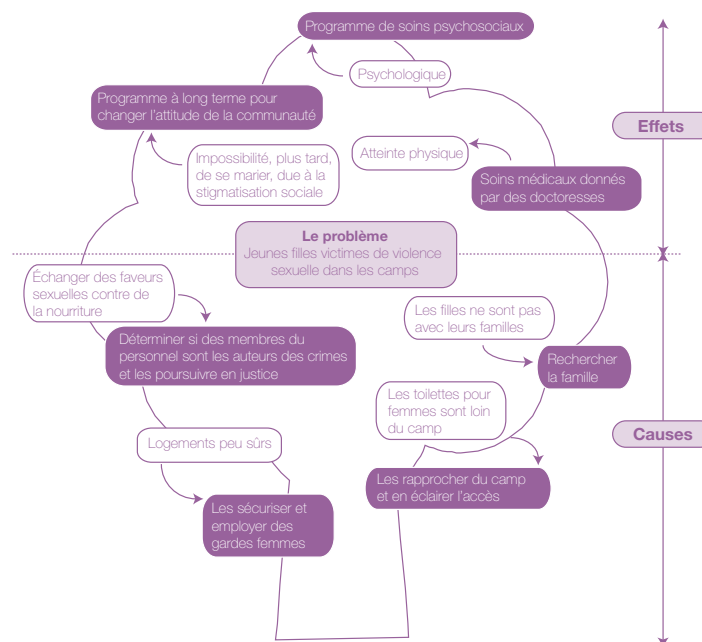 Programme de soins psychosociaux
Psychologique
Programme à long terme pour
changer l'attitude de la communauté
Effets
Atteinte physique
Impossibilité, plus tard,
de se marier, due à la
stigmatisation sociale
Soins médicaux donnés
par des doctoresses
Le problème
Jeunes filles victimes de violence
sexuelle dans les camps
Échanger des faveurs
sexuelles contre de
la nourriture
Les filles ne sont pas
avec leurs familles
Déterminer si des membres du
personnel sont les auteurs des crimes
et les poursuivre en justice
Rechercher
la famille
Les toilettes pour
femmes sont loin
du camp
Causes
Logements peu sûrs
Les rapprocher du camp
et en éclairer l'accès
Les sécuriser et
employer des
gardes femmes